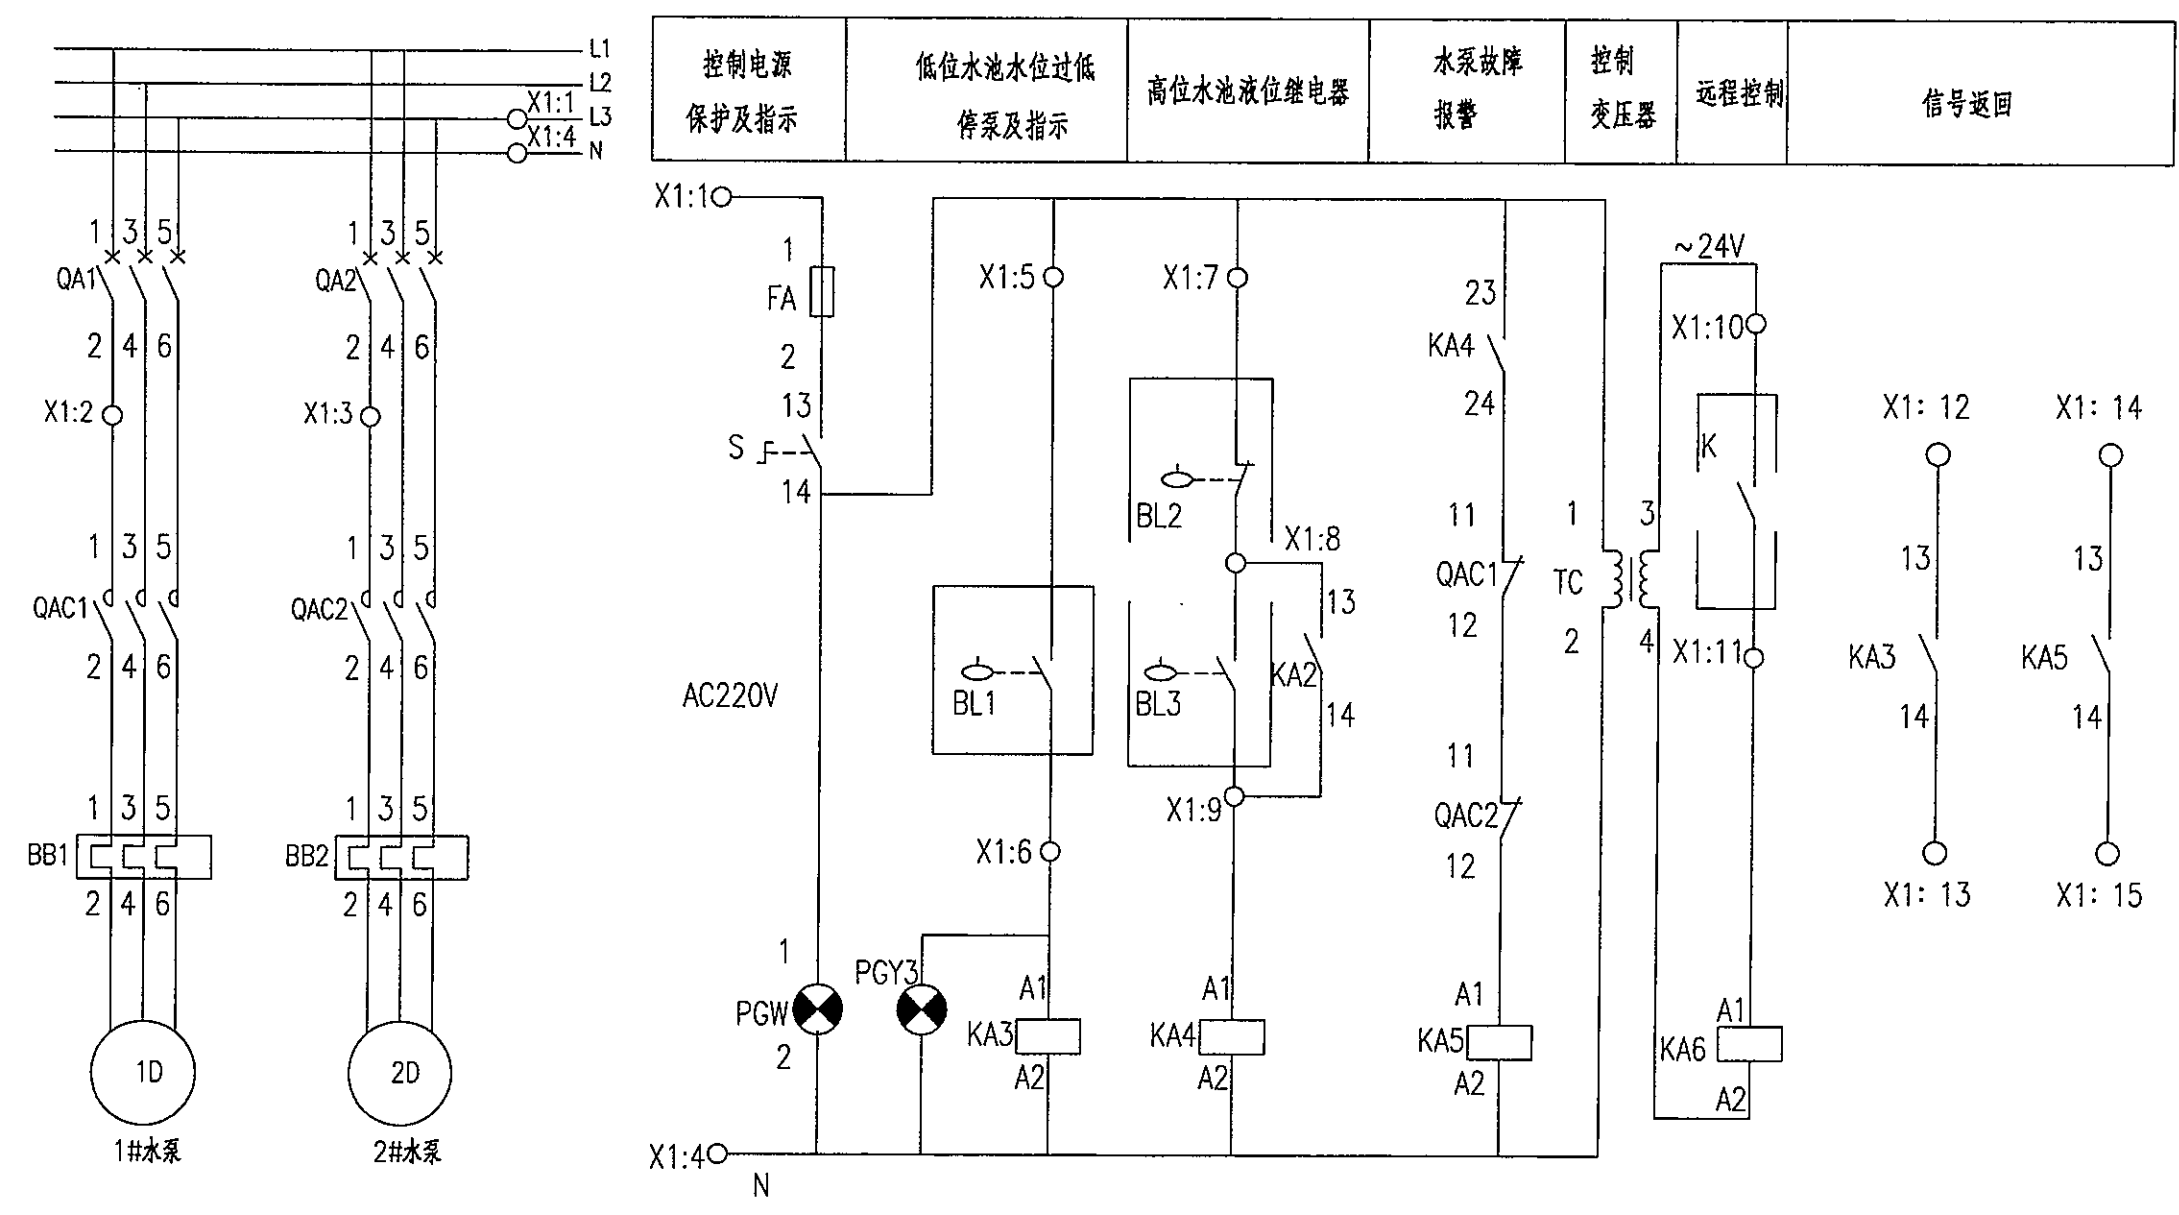 L1
L2
X1:1
L3
X1:4
N
1 3 5
QA1
2 4 6
X1:2
1 3 5
QAC1
2 4 6
1 3 5
BB1
2 4 6
1D
1#水泵
1 3 5
QA2
2 4 6
X1:3
1 3 5
QAC2
2 4 6
1 3 5
BB2
2 4 6
2D
2#水泵
控制电源
保护及指示
低位水池水位过低
停泵及指示
高位水池液位继电器
水泵故障
报警
控制
变压器
远程控制
信号返回
X1:1
1
FA
2
13
S
14
AC220V
1
PGW
2
X1:4
N
X1:5
BL1
X1:6
PGY3
A1
KA3
A2
X1:7
BL2
X1:8
13
BL3
KA2
14
X1:9
A1
KA4
A2
23
KA4
24
11
QAC1
12
11
QAC2
12
A1
KA5
A2
1 3
TC
2 4
~24V
X1:10
K
X1:11
A1
KA6
A2
X1: 12
13
KA3
14
X1: 13
X1: 14
13
KA5
14
X1: 15